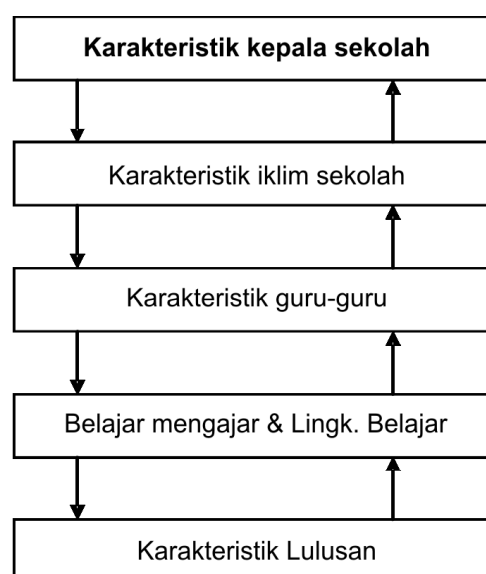 Karakteristik kepala sekolah
Karakteristik iklim sekolah
Karakteristik guru-guru
Belajar mengajar & Lingk. Belajar
Karakteristik Lulusan